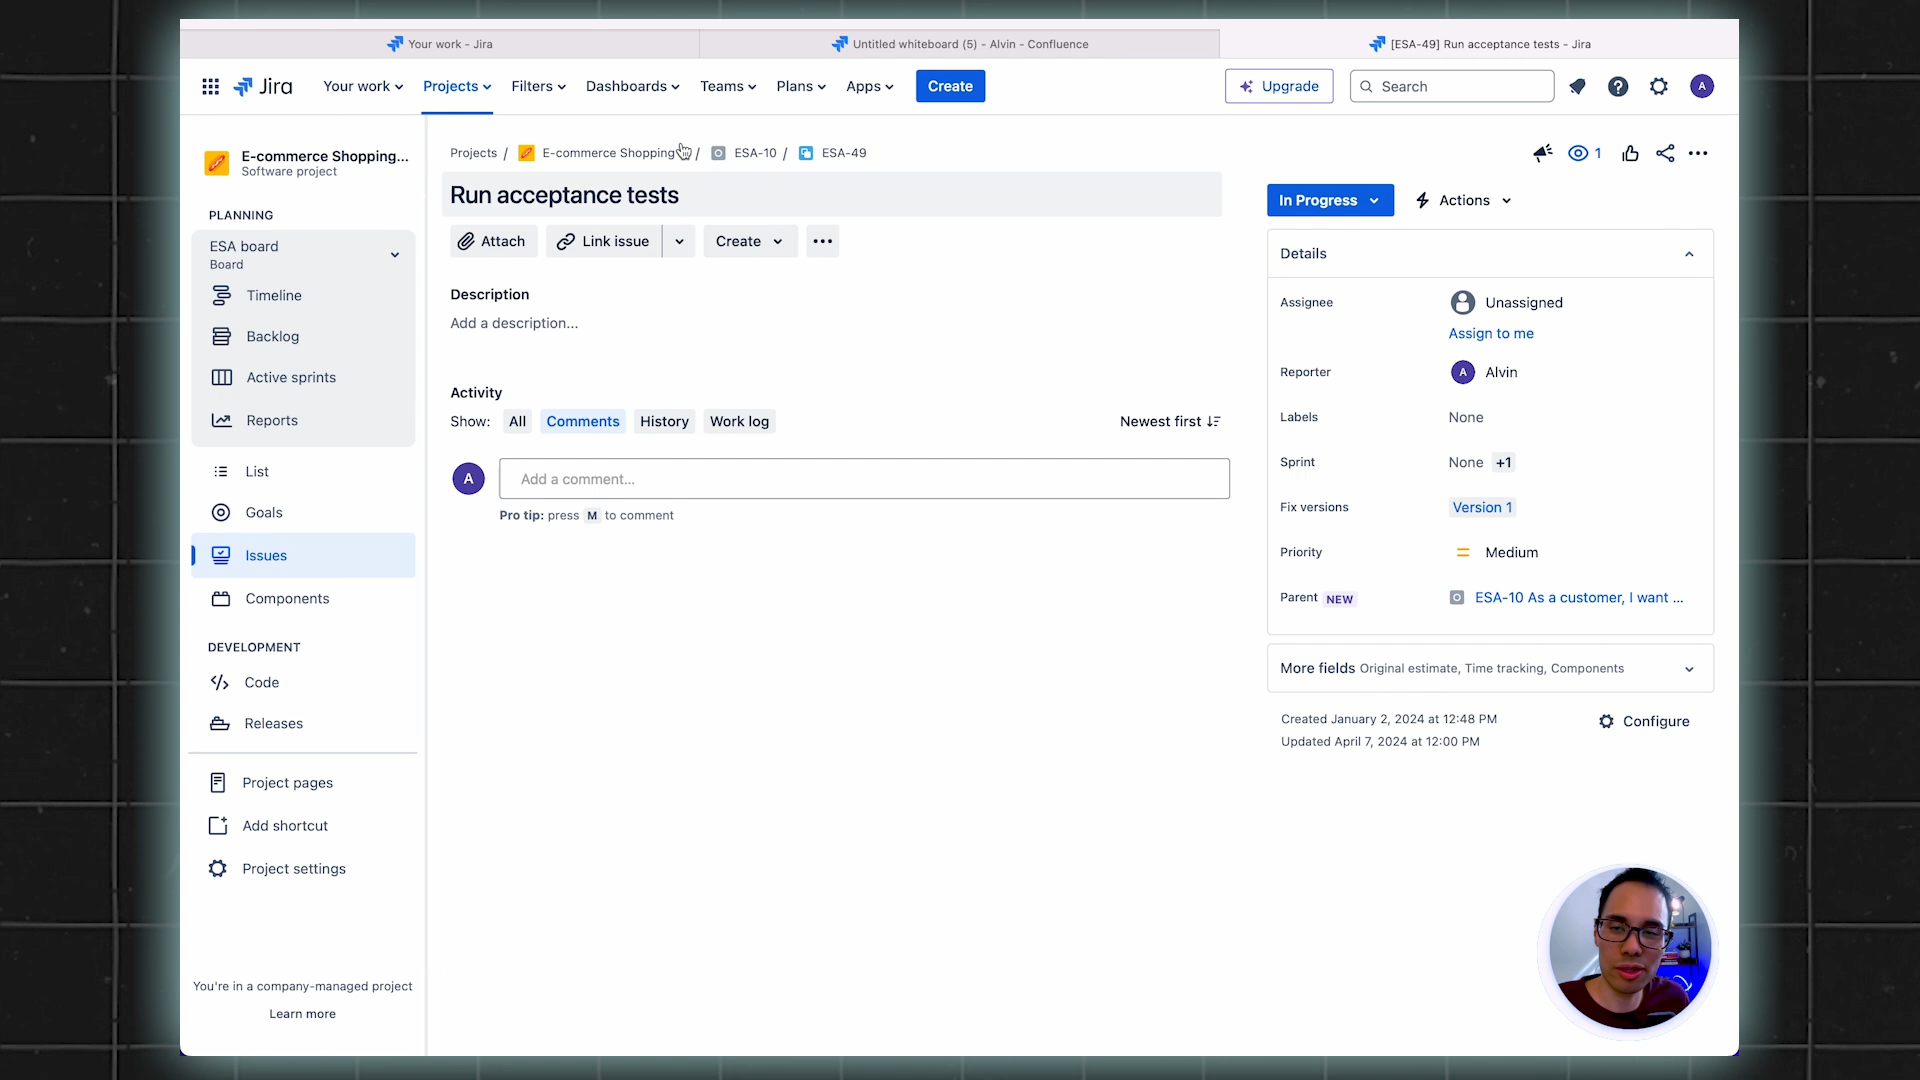 Your work - Jira
Untitled whiteboard (5) - Alvin - Confluence
[ESA-49] Run acceptance tests - Jira
Jira
Your work
Projects
Filters
Dashboards
Teams
Plans
Apps
Create
Upgrade
Search
A
E-commerce Shopping...
Software project
PLANNING
ESA board
Board
Timeline
Backlog
Active sprints
Reports
List
Goals
Issues
Components
DEVELOPMENT
Code
Releases
Project pages
Add shortcut
Project settings
You're in a company-managed project
Learn more
Projects / E-commerce Shopping / ESA-10 / ESA-49
1
Run acceptance tests
Attach
Link issue
Create
Description
Add a description...
Activity
Show: All Comments History Work log
Newest first
A
Add a comment...
Pro tip: press M to comment
In Progress
Actions
Details
Assignee
Unassigned
Assign to me
Reporter
A Alvin
Labels
None
Sprint
None +1
Fix versions
Version 1
Priority
Medium
Parent NEW
ESA-10 As a customer, I want ...
More fields Original estimate, Time tracking, Components
Created January 2, 2024 at 12:48 PM
Updated April 7, 2024 at 12:00 PM
Configure